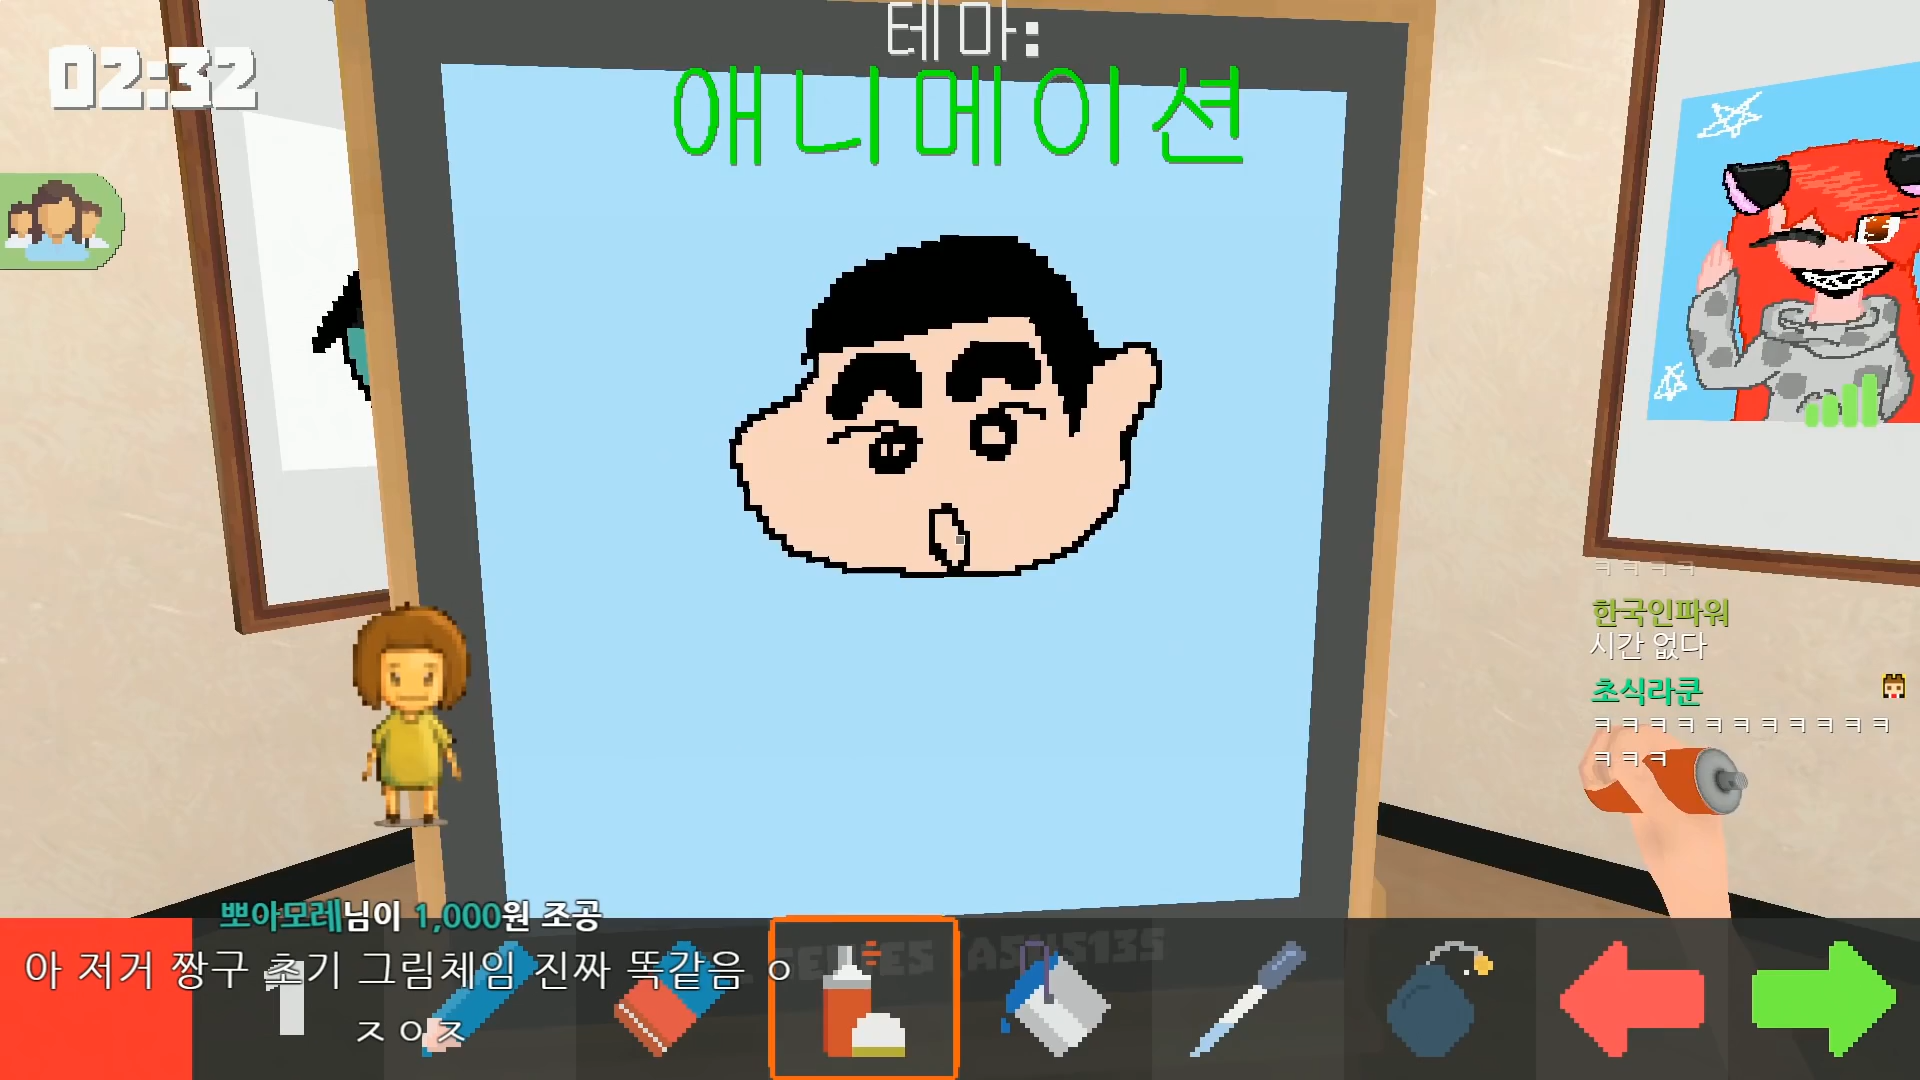 테마:
애니메이션
02:32
ㅋㅋㅋㅋ
한국인파워
시간 없다
초식라쿤
ㅋㅋㅋㅋㅋㅋㅋㅋㅋㅋㅋ
ㅋㅋㅋ
뽀아모레님이 1,000원 조공
아 저거 짱구 초기 그림체임 진짜 똑같음 ㅇ
ㅈㅇㅈ
1